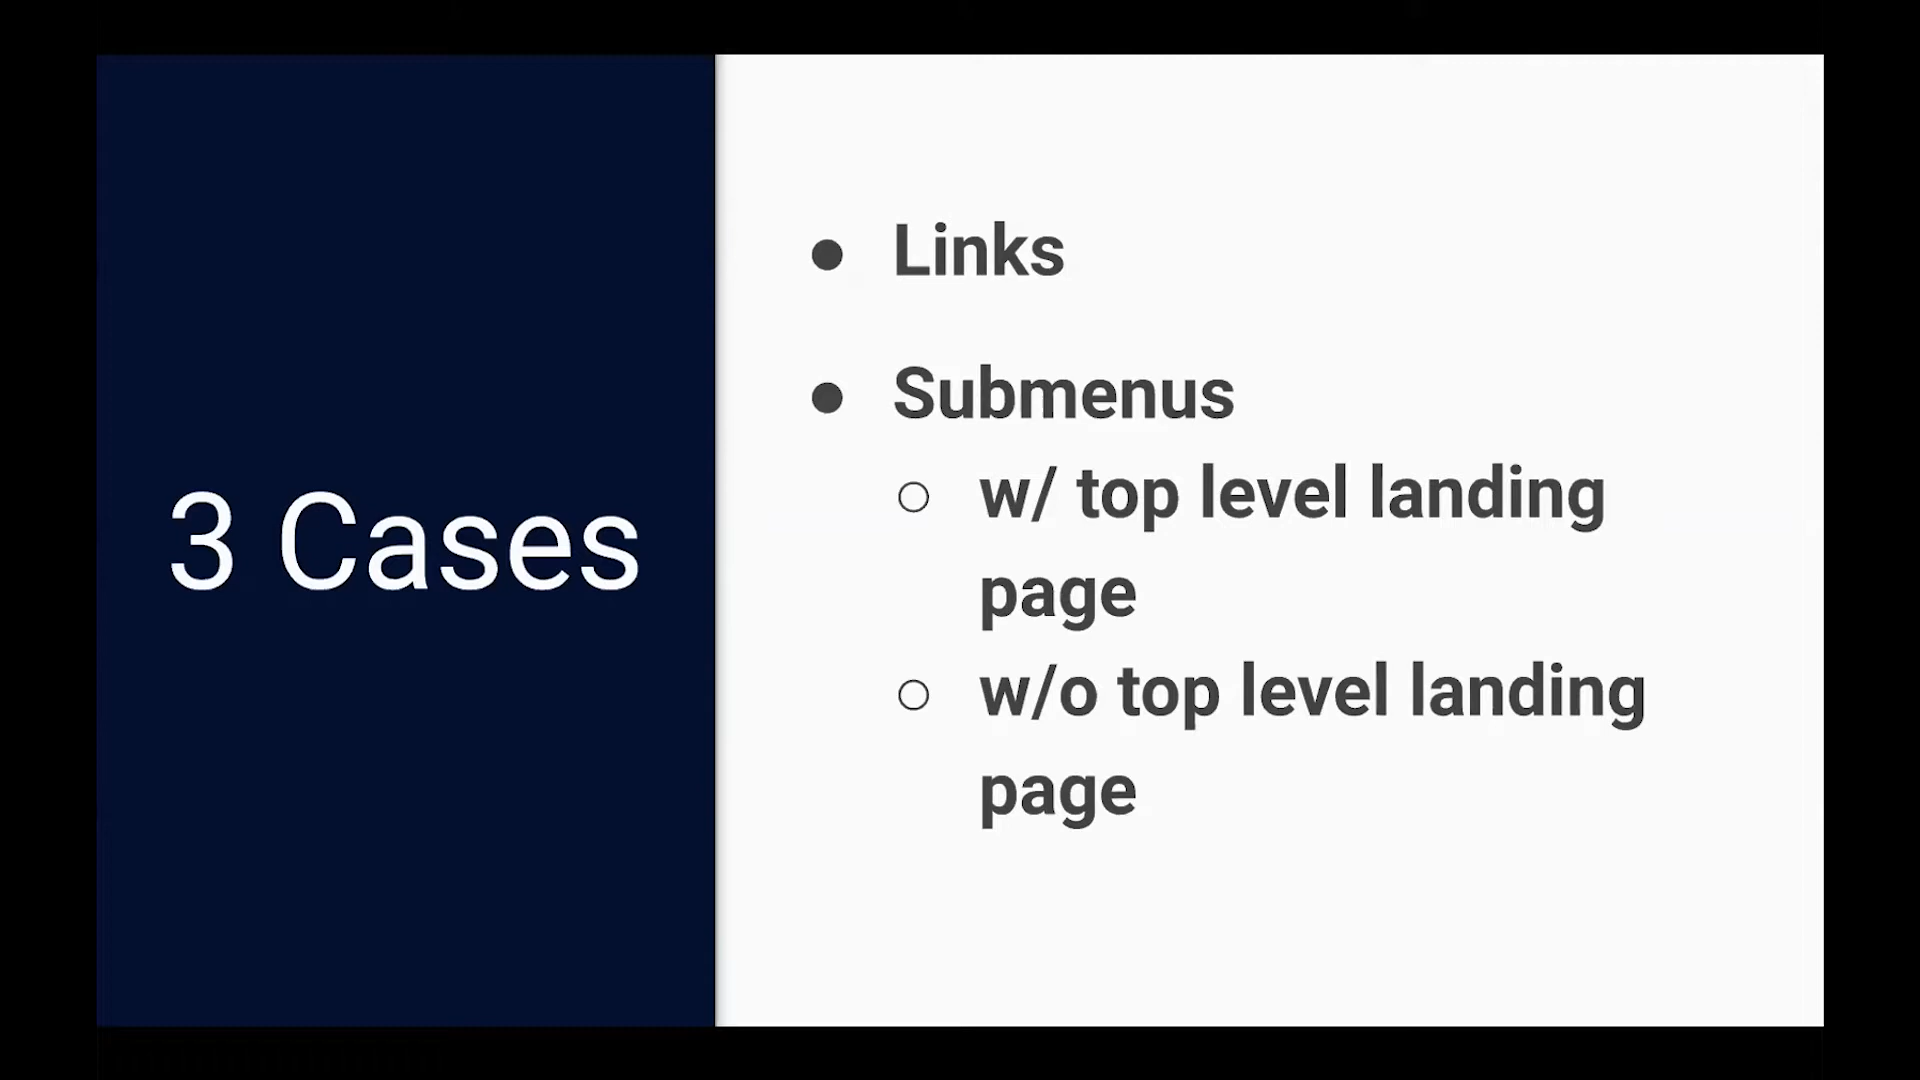 3 Cases
● Links
● Submenus
○ w/ top level landing
page
○ w/o top level landing
page